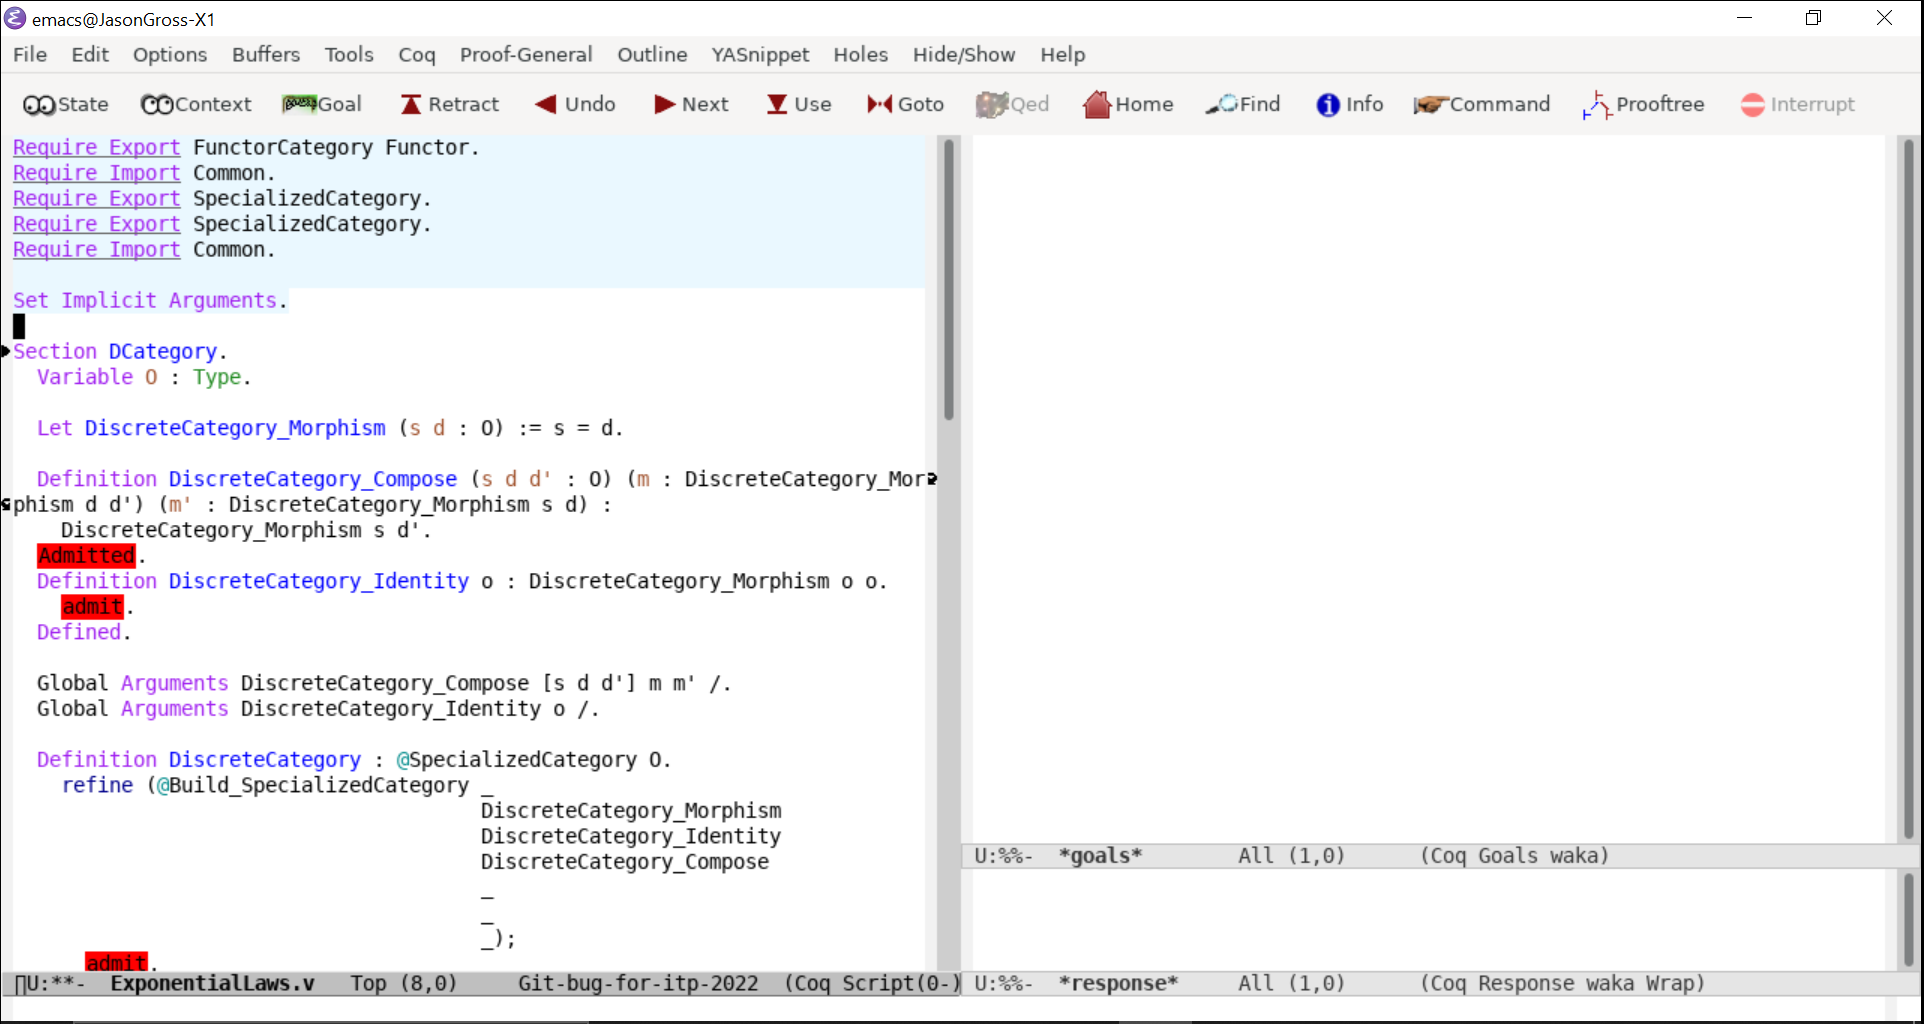 emacs@JasonGross-X1
File Edit Options Buffers Tools Coq Proof-General Outline YASnippet Holes Hide/Show Help
State Context Goal Retract Undo Next Use Goto Qed Home Find Info Command Prooftree Interrupt
Require Export FunctorCategory Functor.
Require Import Common.
Require Export SpecializedCategory.
Require Export SpecializedCategory.
Require Import Common.
Set Implicit Arguments.
Section DCategory.
Variable O : Type.
Let DiscreteCategory_Morphism (s d : O) := s = d.
Definition DiscreteCategory_Compose (s d d' : O) (m : DiscreteCategory_Mor
phism d d') (m' : DiscreteCategory_Morphism s d) :
DiscreteCategory_Morphism s d'.
Admitted.
Definition DiscreteCategory_Identity o : DiscreteCategory_Morphism o o.
admit.
Defined.
Global Arguments DiscreteCategory_Compose [s d d'] m m' /.
Global Arguments DiscreteCategory_Identity o /.
Definition DiscreteCategory : @SpecializedCategory O.
refine (@Build_SpecializedCategory _
DiscreteCategory_Morphism
DiscreteCategory_Identity
DiscreteCategory_Compose
_
_
_);
admit.
U:**- ExponentialLaws.v Top (8,0) Git-bug-for-itp-2022 (Coq Script(0-)
U:%%- *goals* All (1,0) (Coq Goals waka)
U:%%- *response* All (1,0) (Coq Response waka Wrap)